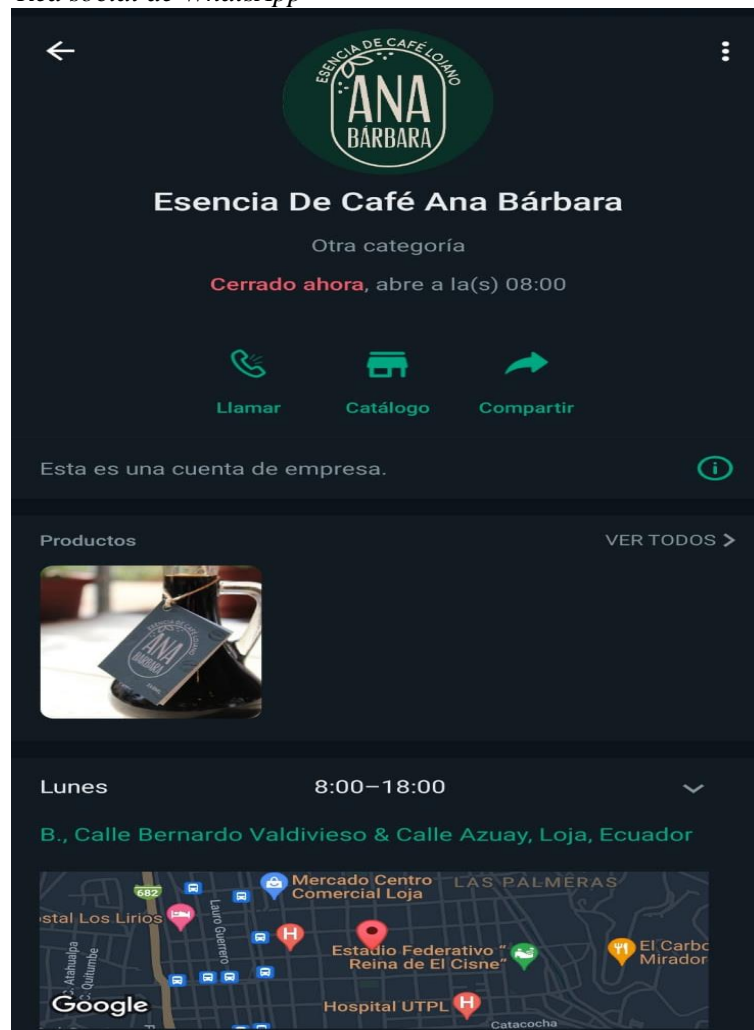 Red social de WhatsApp
ESENCIA DE CAFÉ LOJANO
ANA
BÁRBARA
Esencia De Café Ana Bárbara
Otra categoría
Cerrado ahora, abre a la(s) 08:00
Llamar
Catálogo
Compartir
Esta es una cuenta de empresa.
Productos
VER TODOS >
ESENCIA DE CAFÉ LOJANO
ANA
BÁRBARA
Lunes
8:00–18:00
B., Calle Bernardo Valdivieso & Calle Azuay, Loja, Ecuador
682
Mercado Centro
Comercial Loja
LAS PALMERAS
stal Los Lirios
Lauro Guerrero
H
Estadio Federativo "
Reina de El Cisne"
El Carbo
Mirador
C. Atahualpa
C. Quitumbe
Google
Hospital UTPL
H
Catacocha